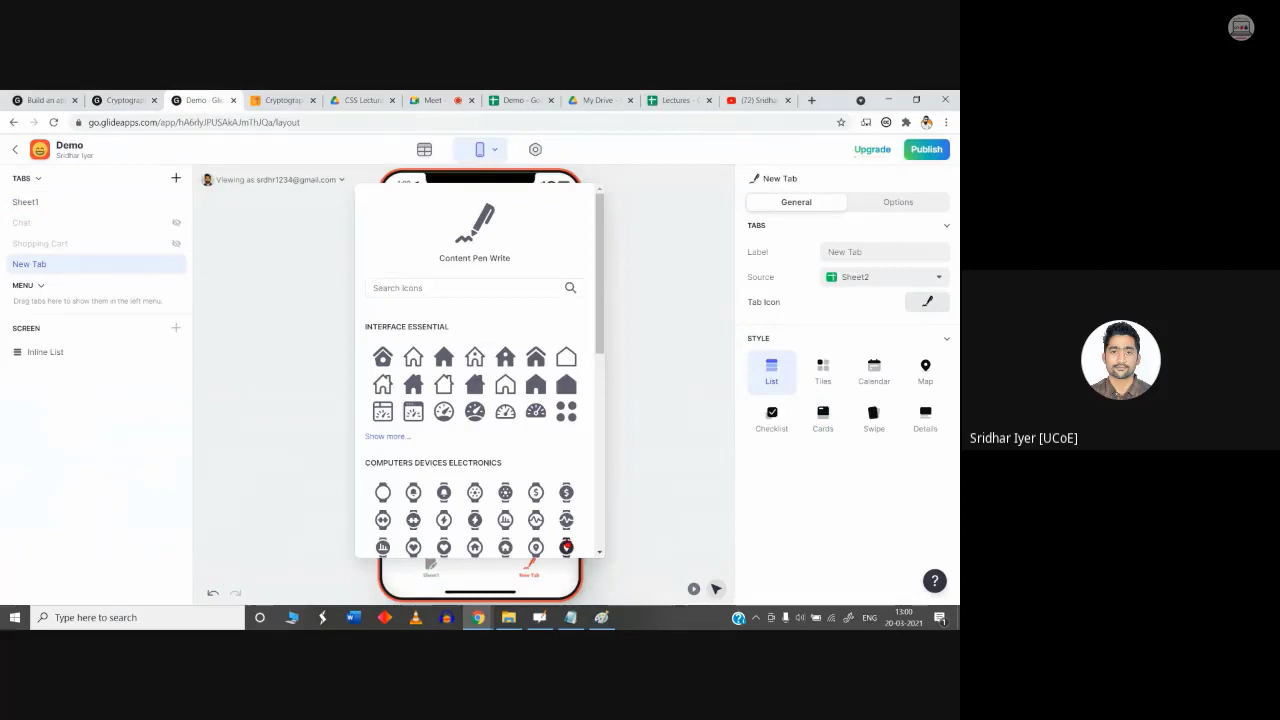 Build an ap
Cryptograp
Demo - Gli
Cryptograp
CSS Lectur
Meet -
Demo - Go
My Drive -
Lectures -
(72) Sridha
go.glideapps.com/app/hA6rlyJPUSAkAJmThJQa/layout
Demo
Sridhar Iyer
Upgrade
Publish
TABS
Viewing as srdhr1234@gmail.com
New Tab
Sheet1
General
Options
Chat
Shopping Cart
New Tab
MENU
Drag tabs here to show them in the left menu.
SCREEN
Inline List
Content Pen Write
Search Icons
INTERFACE ESSENTIAL
Show more...
COMPUTERS DEVICES ELECTRONICS
Sheet1
New Tab
TABS
Label
New Tab
Source
Sheet2
Tab Icon
STYLE
List
Tiles
Calendar
Map
Checklist
Cards
Swipe
Details
?
Type here to search
ENG
13:00
20-03-2021
Sridhar Iyer [UCoE]